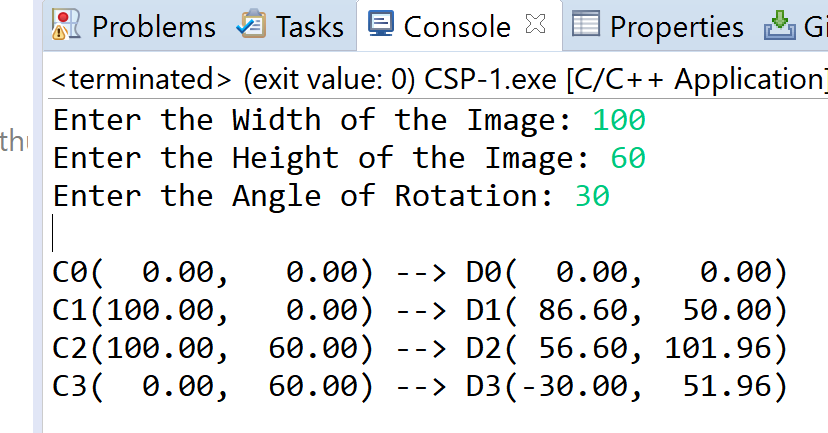 Problems Tasks Console Properties
<terminated> (exit value: 0) CSP-1.exe [C/C++ Application]
Enter the Width of the Image: 100
Enter the Height of the Image: 60
Enter the Angle of Rotation: 30
C0(  0.00,   0.00) --> D0(  0.00,   0.00)
C1(100.00,   0.00) --> D1( 86.60,  50.00)
C2(100.00,  60.00) --> D2( 56.60, 101.96)
C3(  0.00,  60.00) --> D3(-30.00,  51.96)